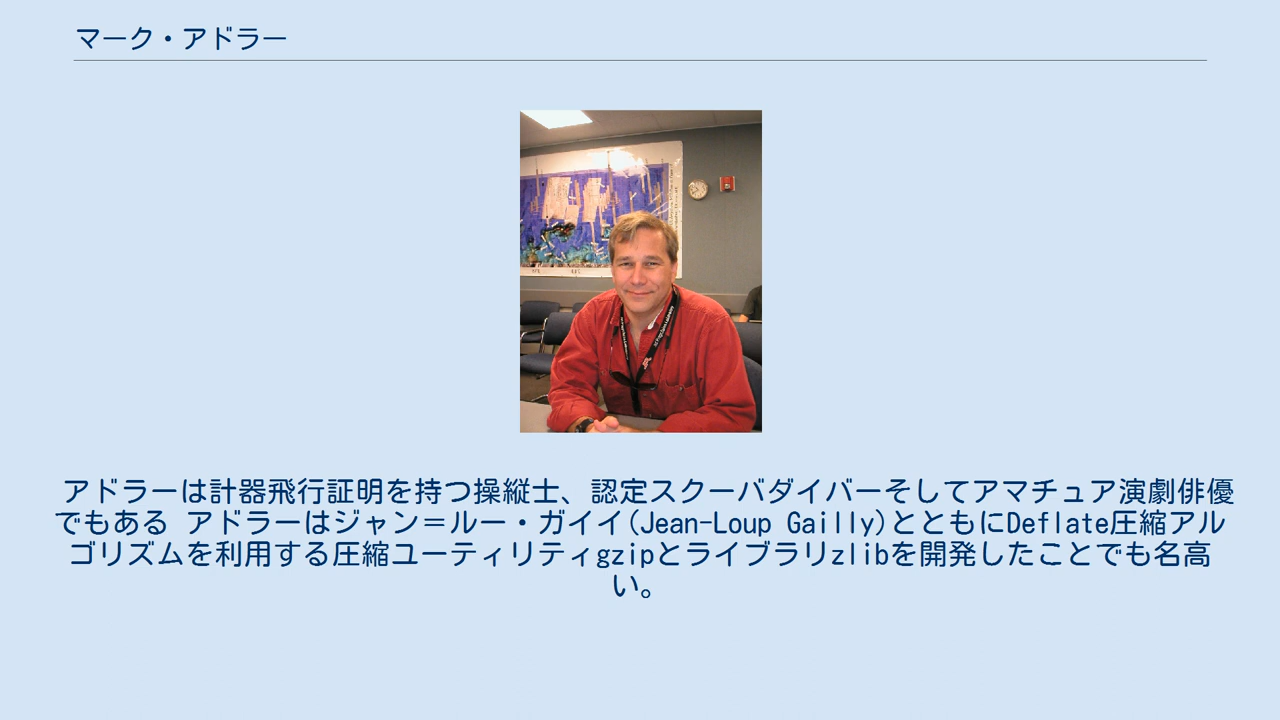 マーク・アドラー
アドラーは計器飛行証明を持つ操縦士、認定スクーバダイバーそしてアマチュア演劇俳優
でもある アドラーはジャン＝ルー・ガイイ(Jean-Loup Gailly)とともにDeflate圧縮アル
ゴリズムを利用する圧縮ユーティリティgzipとライブラリzlibを開発したことでも名高
い。